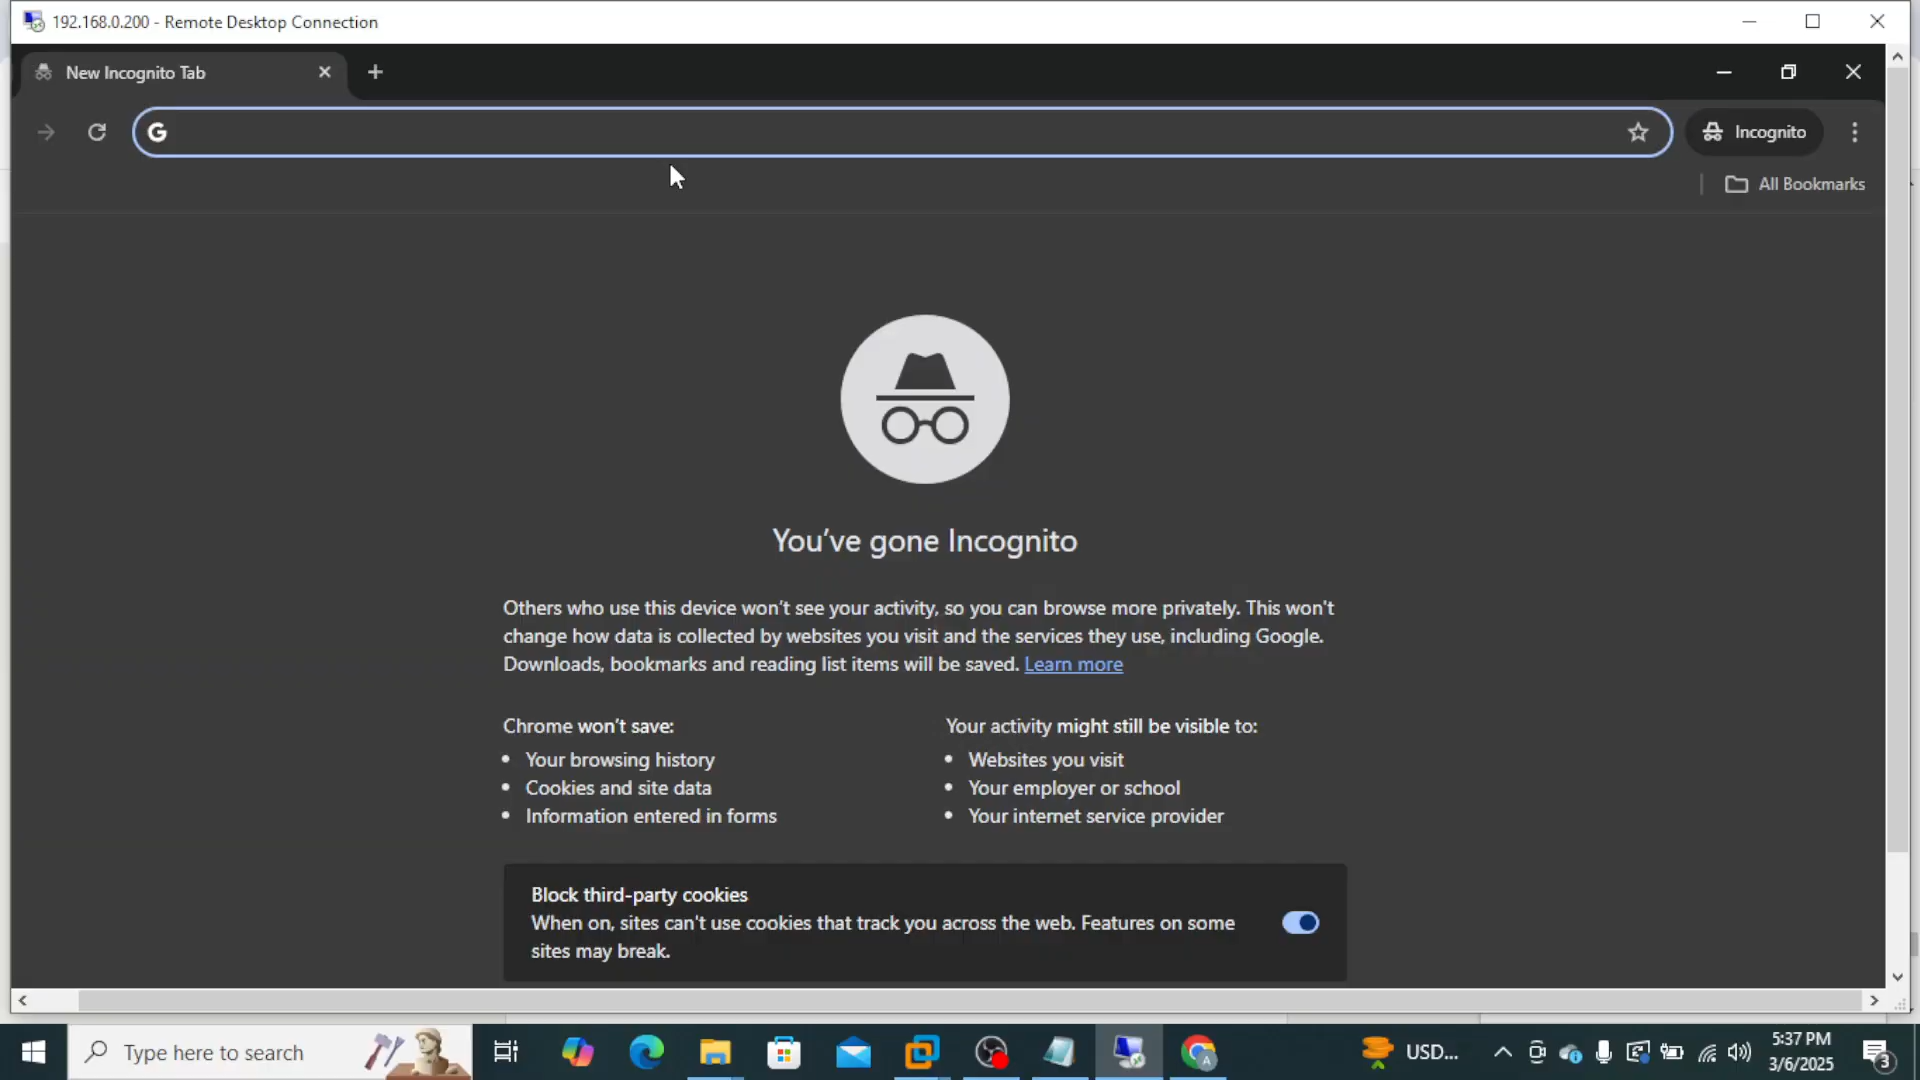 192.168.0.200 - Remote Desktop Connection
New Incognito Tab
Incognito
All Bookmarks
You've gone Incognito
Others who use this device won't see your activity, so you can browse more privately. This won't
change how data is collected by websites you visit and the services they use, including Google.
Downloads, bookmarks and reading list items will be saved. Learn more
Chrome won't save:
• Your browsing history
• Cookies and site data
• Information entered in forms
Your activity might still be visible to:
• Websites you visit
• Your employer or school
• Your internet service provider
Block third-party cookies
When on, sites can't use cookies that track you across the web. Features on some
sites may break.
Type here to search
USD...
5:37 PM
3/6/2025
3